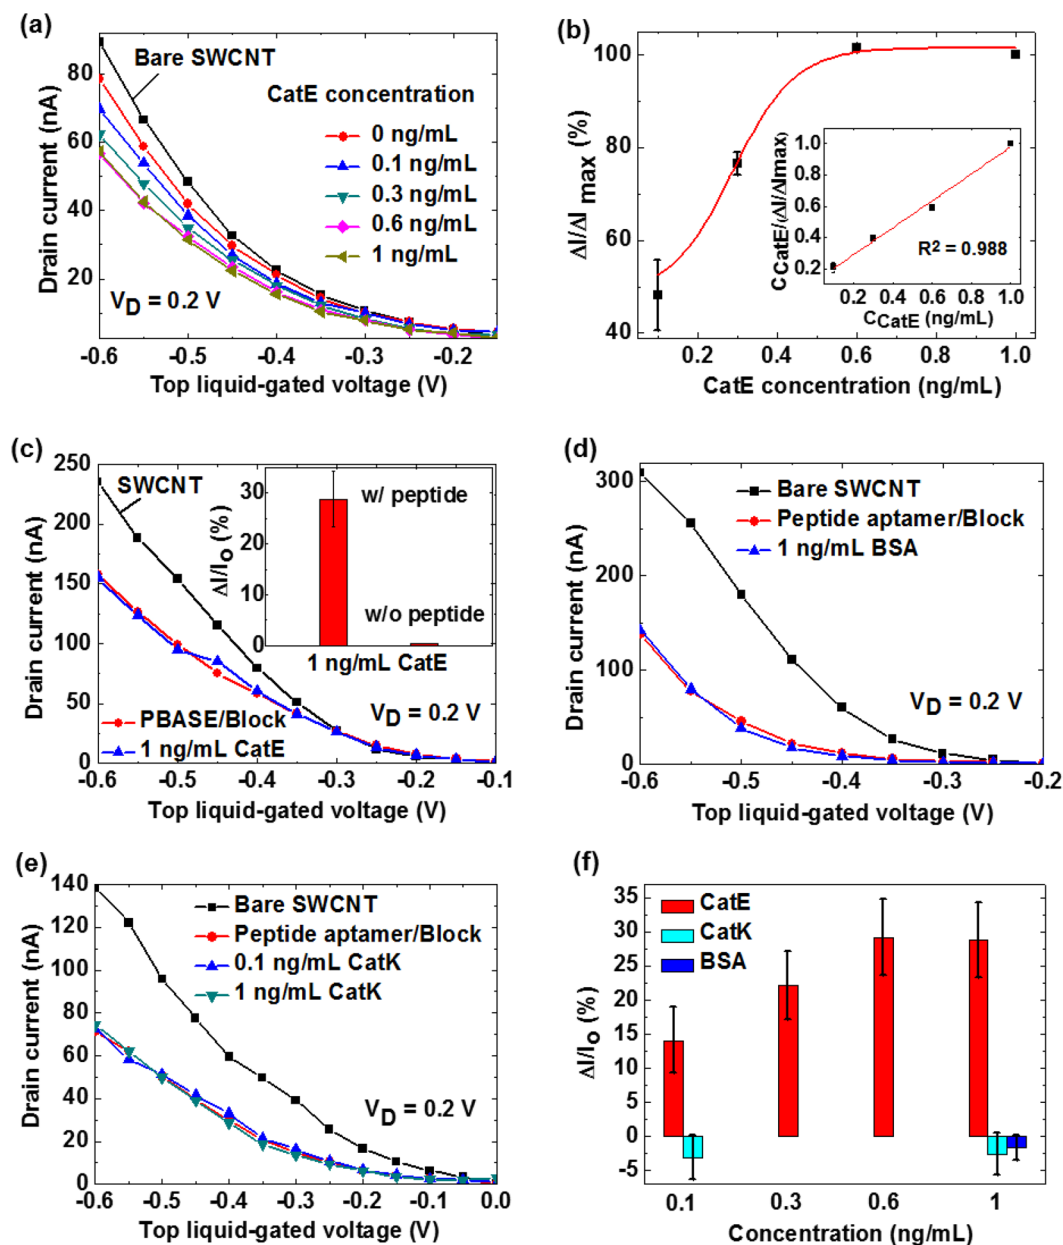 (a)
Bare SWCNT
CatE concentration
0 ng/mL
0.1 ng/mL
0.3 ng/mL
0.6 ng/mL
1 ng/mL
VD = 0.2 V
Drain current (nA)
80
60
40
20
-0.6 -0.5 -0.4 -0.3 -0.2
Top liquid-gated voltage (V)
(b)
ΔI/ΔImax (%)
100
80
60
40
0.2 0.4 0.6 0.8 1.0
CatE concentration (ng/mL)
CCatE/(ΔI/ΔImax)
1.0
0.8
0.6
0.4
0.2
R² = 0.988
0.2 0.4 0.6 0.8 1.0
CCatE (ng/mL)
(c)
SWCNT
Drain current (nA)
250
200
150
100
50
0
ΔI/Io (%)
30
20
10
0
w/ peptide
w/o peptide
1 ng/mL CatE
VD = 0.2 V
PBASE/Block
1 ng/mL CatE
-0.6 -0.5 -0.4 -0.3 -0.2 -0.1
Top liquid-gated voltage (V)
(d)
Bare SWCNT
Peptide aptamer/Block
1 ng/mL BSA
VD = 0.2 V
Drain current (nA)
300
200
100
0
-0.6 -0.5 -0.4 -0.3 -0.2
Top liquid-gated voltage (V)
(e)
Bare SWCNT
Peptide aptamer/Block
0.1 ng/mL CatK
1 ng/mL CatK
VD = 0.2 V
Drain current (nA)
140
120
100
80
60
40
20
0
-0.6 -0.5 -0.4 -0.3 -0.2 -0.1 0.0
Top liquid-gated voltage (V)
(f)
CatE
CatK
BSA
ΔI/Io (%)
35
30
25
20
15
10
5
0
-5
0.1 0.3 0.6 1
Concentration (ng/mL)